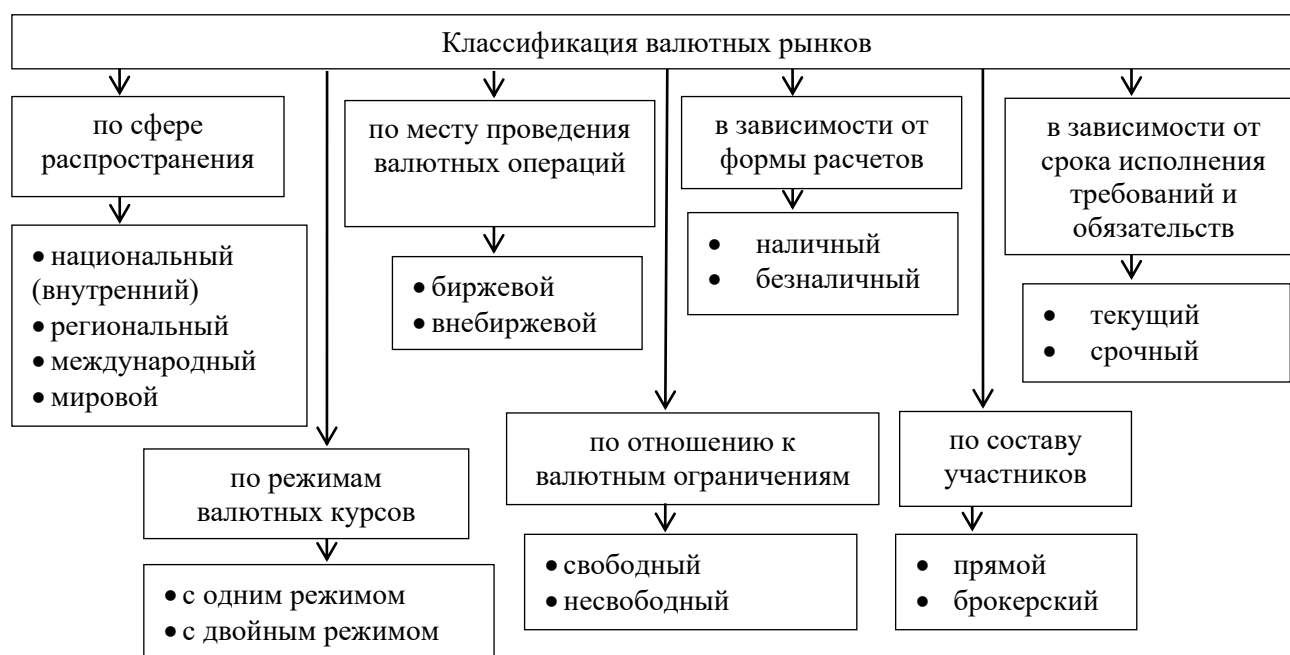 Классификация валютных рынков
по сфере
распространения
• национальный
(внутренний)
• региональный
• международный
• мировой
по режимам
валютных курсов
• с одним режимом
• с двойным режимом
по месту проведения
валютных операций
• биржевой
• внебиржевой
по отношению к
валютным ограничениям
• свободный
• несвободный
в зависимости от
формы расчетов
• наличный
• безналичный
по составу
участников
• прямой
• брокерский
в зависимости от
срока исполнения
требований и
обязательств
• текущий
• срочный